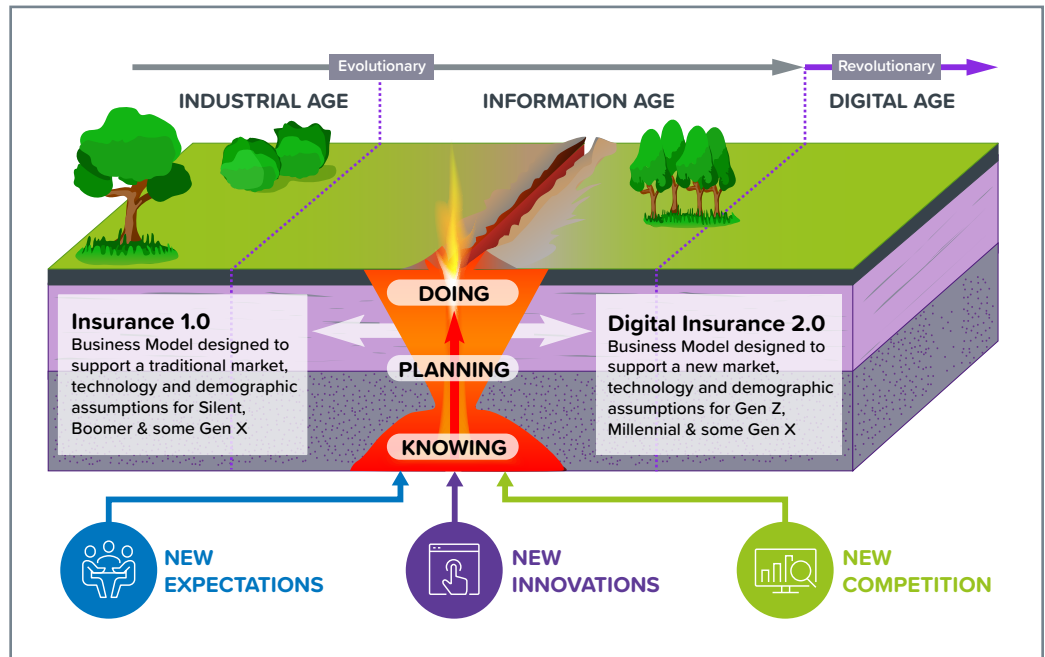 Evolutionary
Revolutionary
INDUSTRIAL AGE
INFORMATION AGE
DIGITAL AGE
DOING
PLANNING
KNOWING
Insurance 1.0
Business Model designed to
support a traditional market,
technology and demographic
assumptions for Silent,
Boomer & some Gen X
Digital Insurance 2.0
Business Model designed to
support a new market,
technology and demographic
assumptions for Gen Z,
Millennial & some Gen X
NEW
EXPECTATIONS
NEW
INNOVATIONS
NEW
COMPETITION